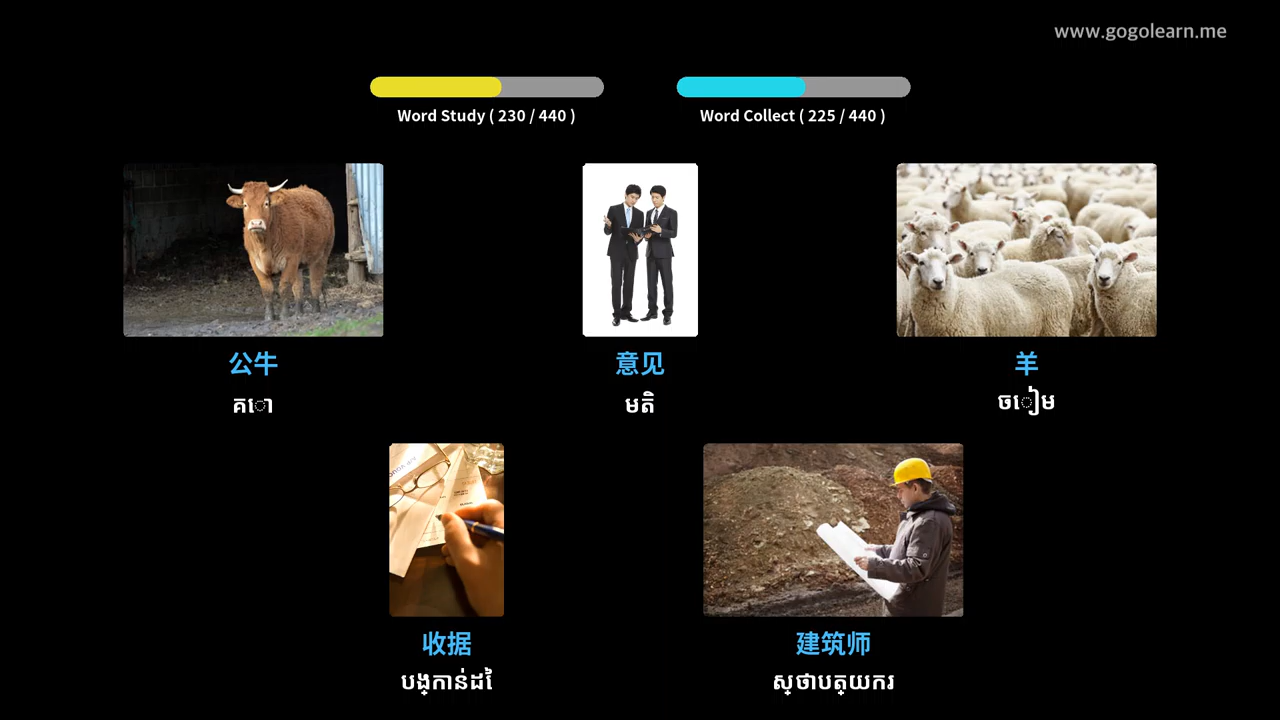 www.gogolearn.me
Word Study ( 230 / 440 )
Word Collect ( 225 / 440 )
公牛
គោ
意见
មតិ
羊
ចៀម
收据
បង្កាន់ដៃ
建筑师
ស្ថាបត្យករ